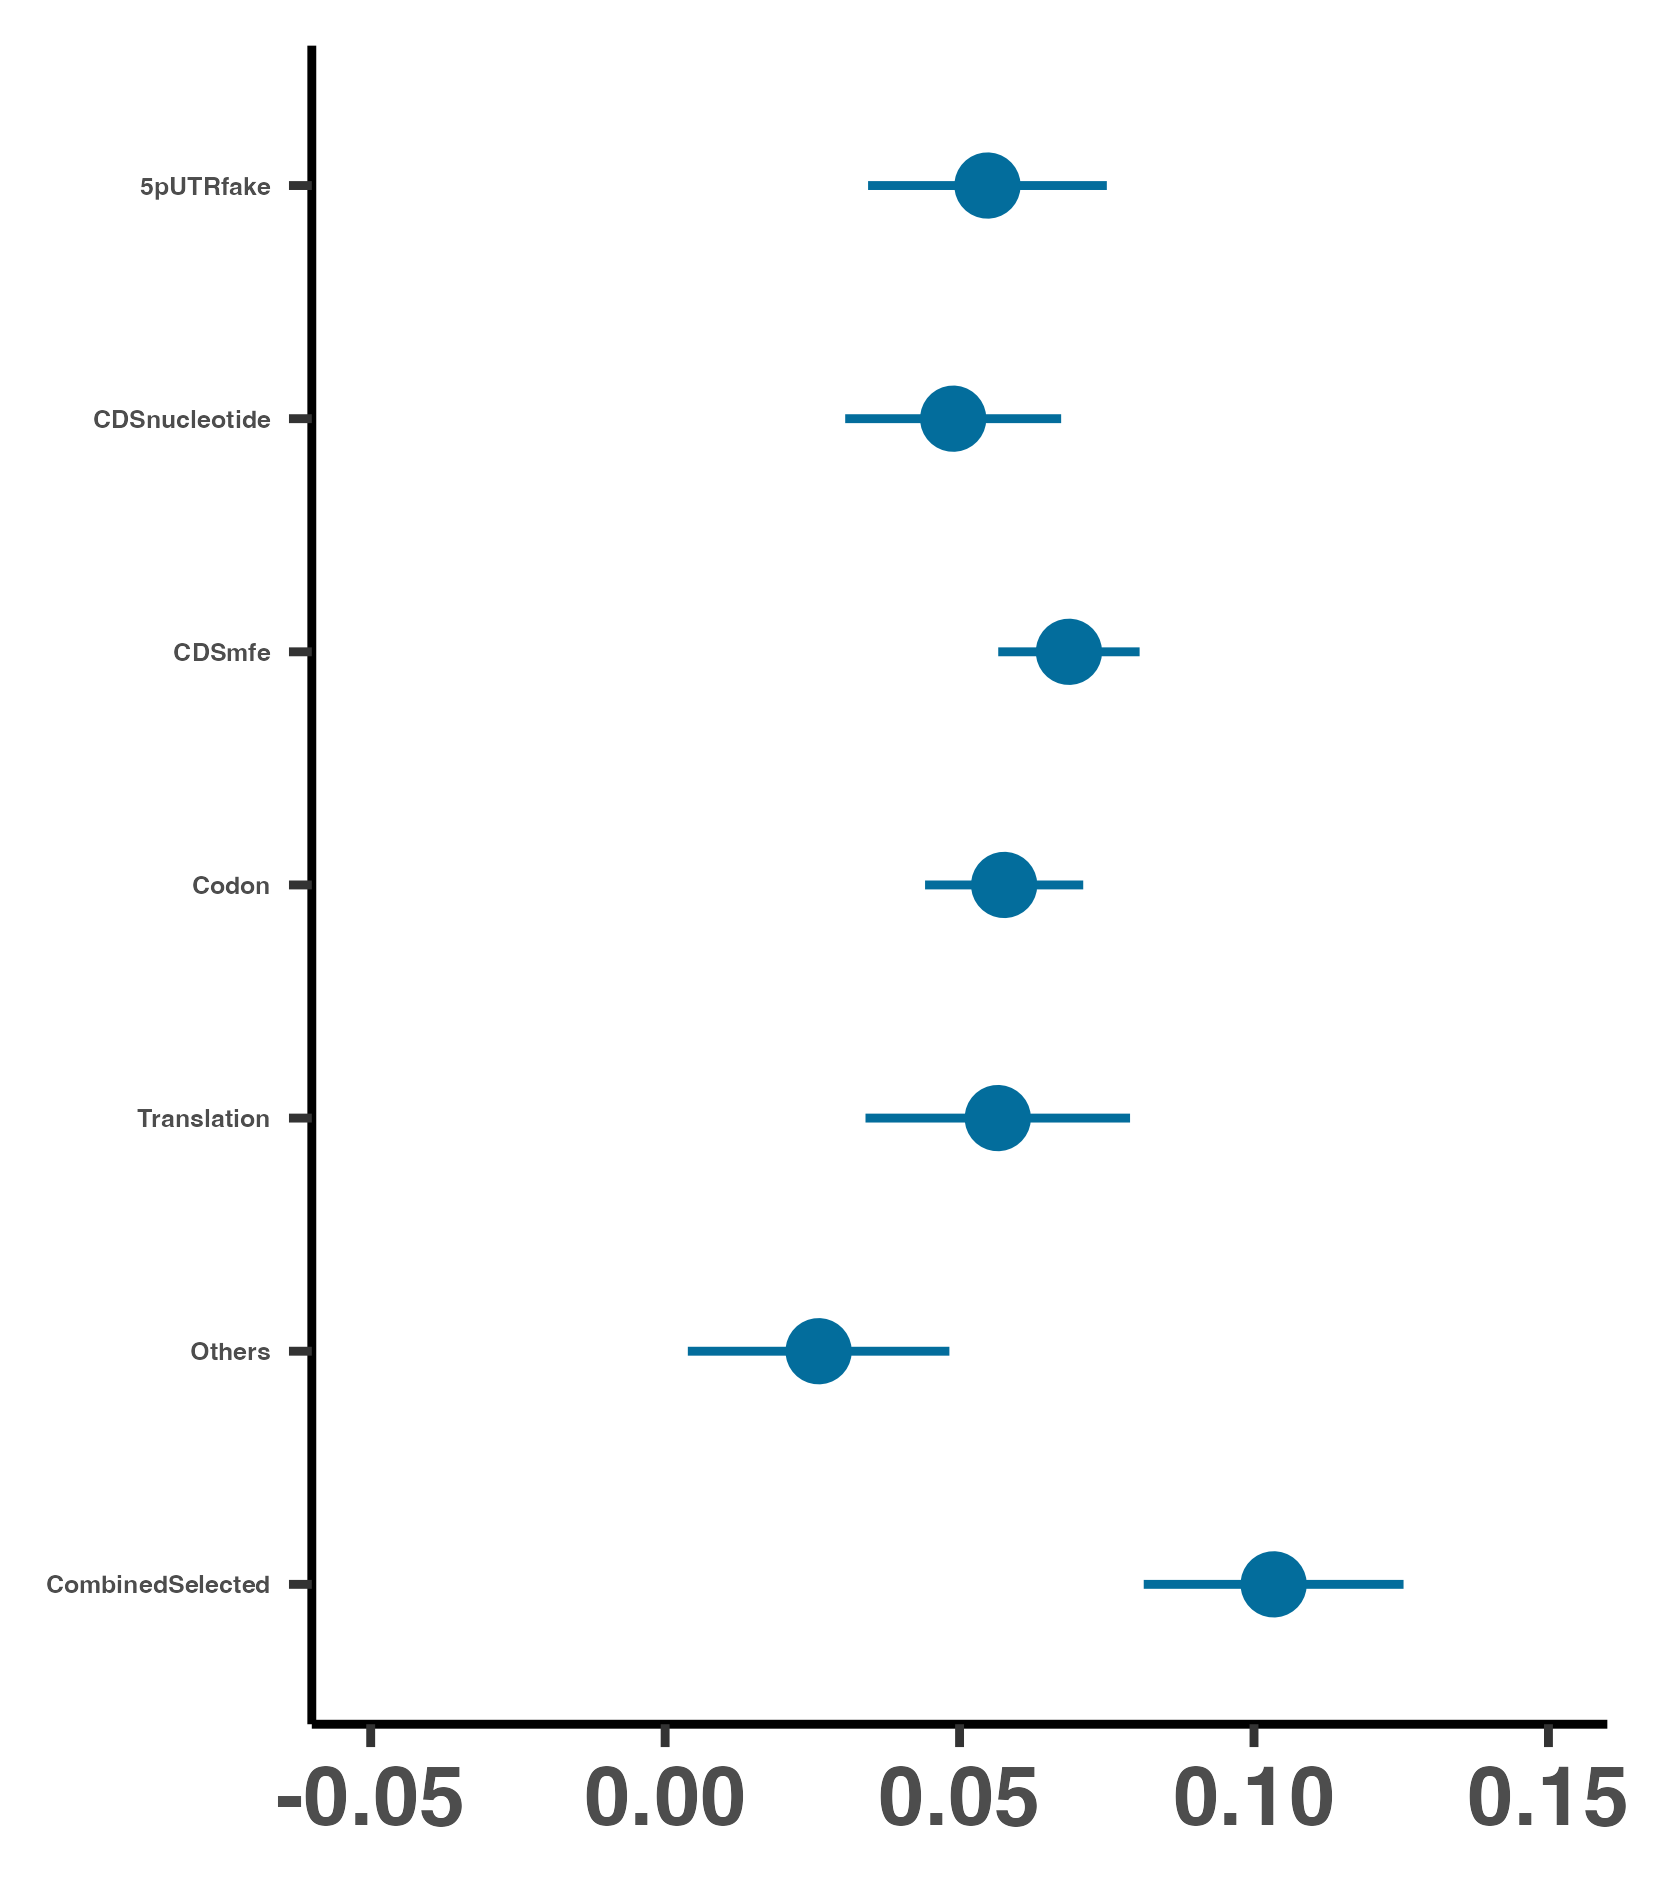 5pUTRfake
CDSnucleotide
CDSmfe
Codon
Translation
Others
CombinedSelected
-0.05 0.00 0.05 0.10 0.15